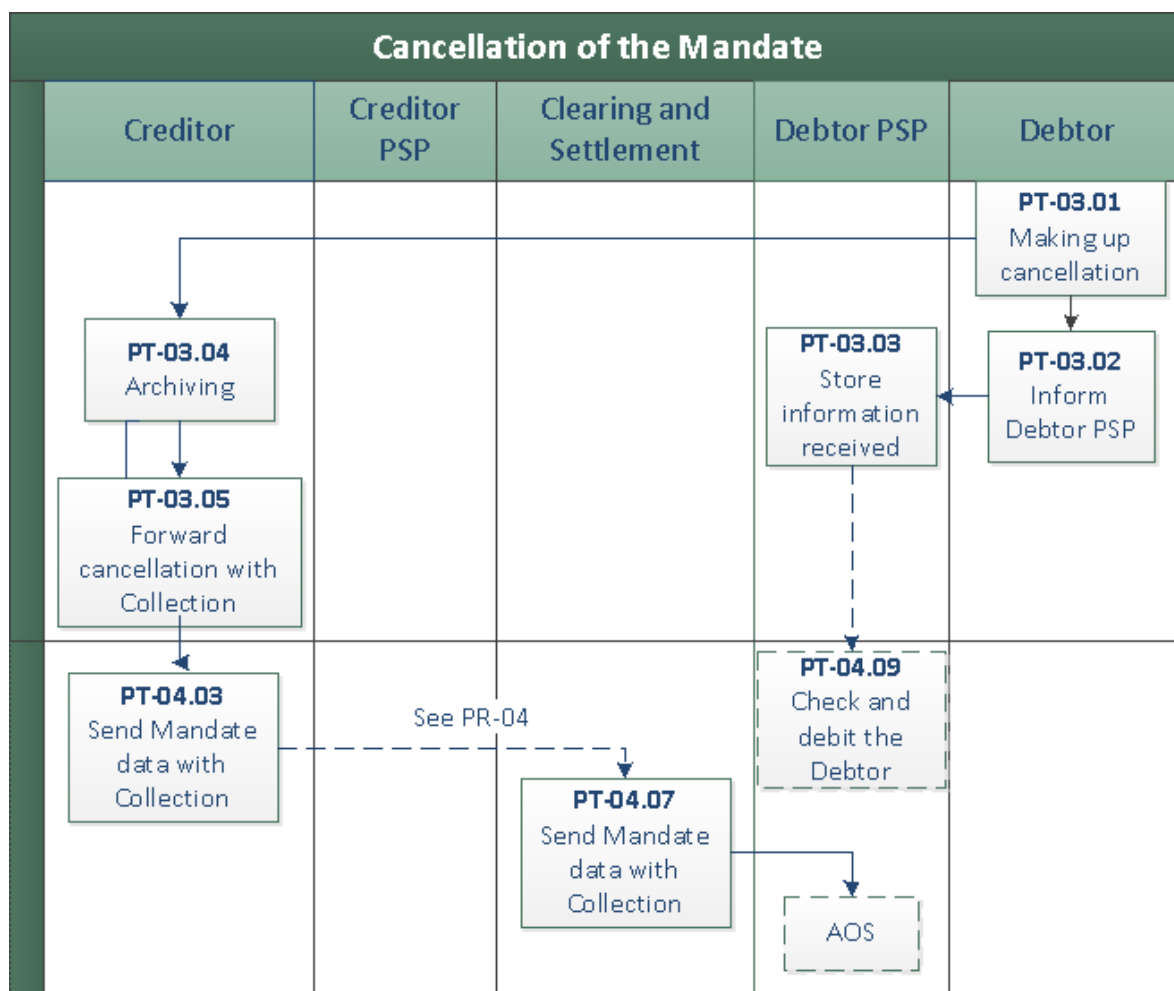 Cancellation of the Mandate
Creditor
Creditor
PSP
Clearing and
Settlement
Debtor PSP
Debtor
PT-03.01
Making up
cancellation
PT-03.04
Archiving
PT-03.03
Store
information
received
PT-03.02
Inform
Debtor PSP
PT-03.05
Forward
cancellation with
Collection
PT-04.03
Send Mandate
data with
Collection
See PR-04
PT-04.09
Check and
debit the
Debtor
PT-04.07
Send Mandate
data with
Collection
AOS